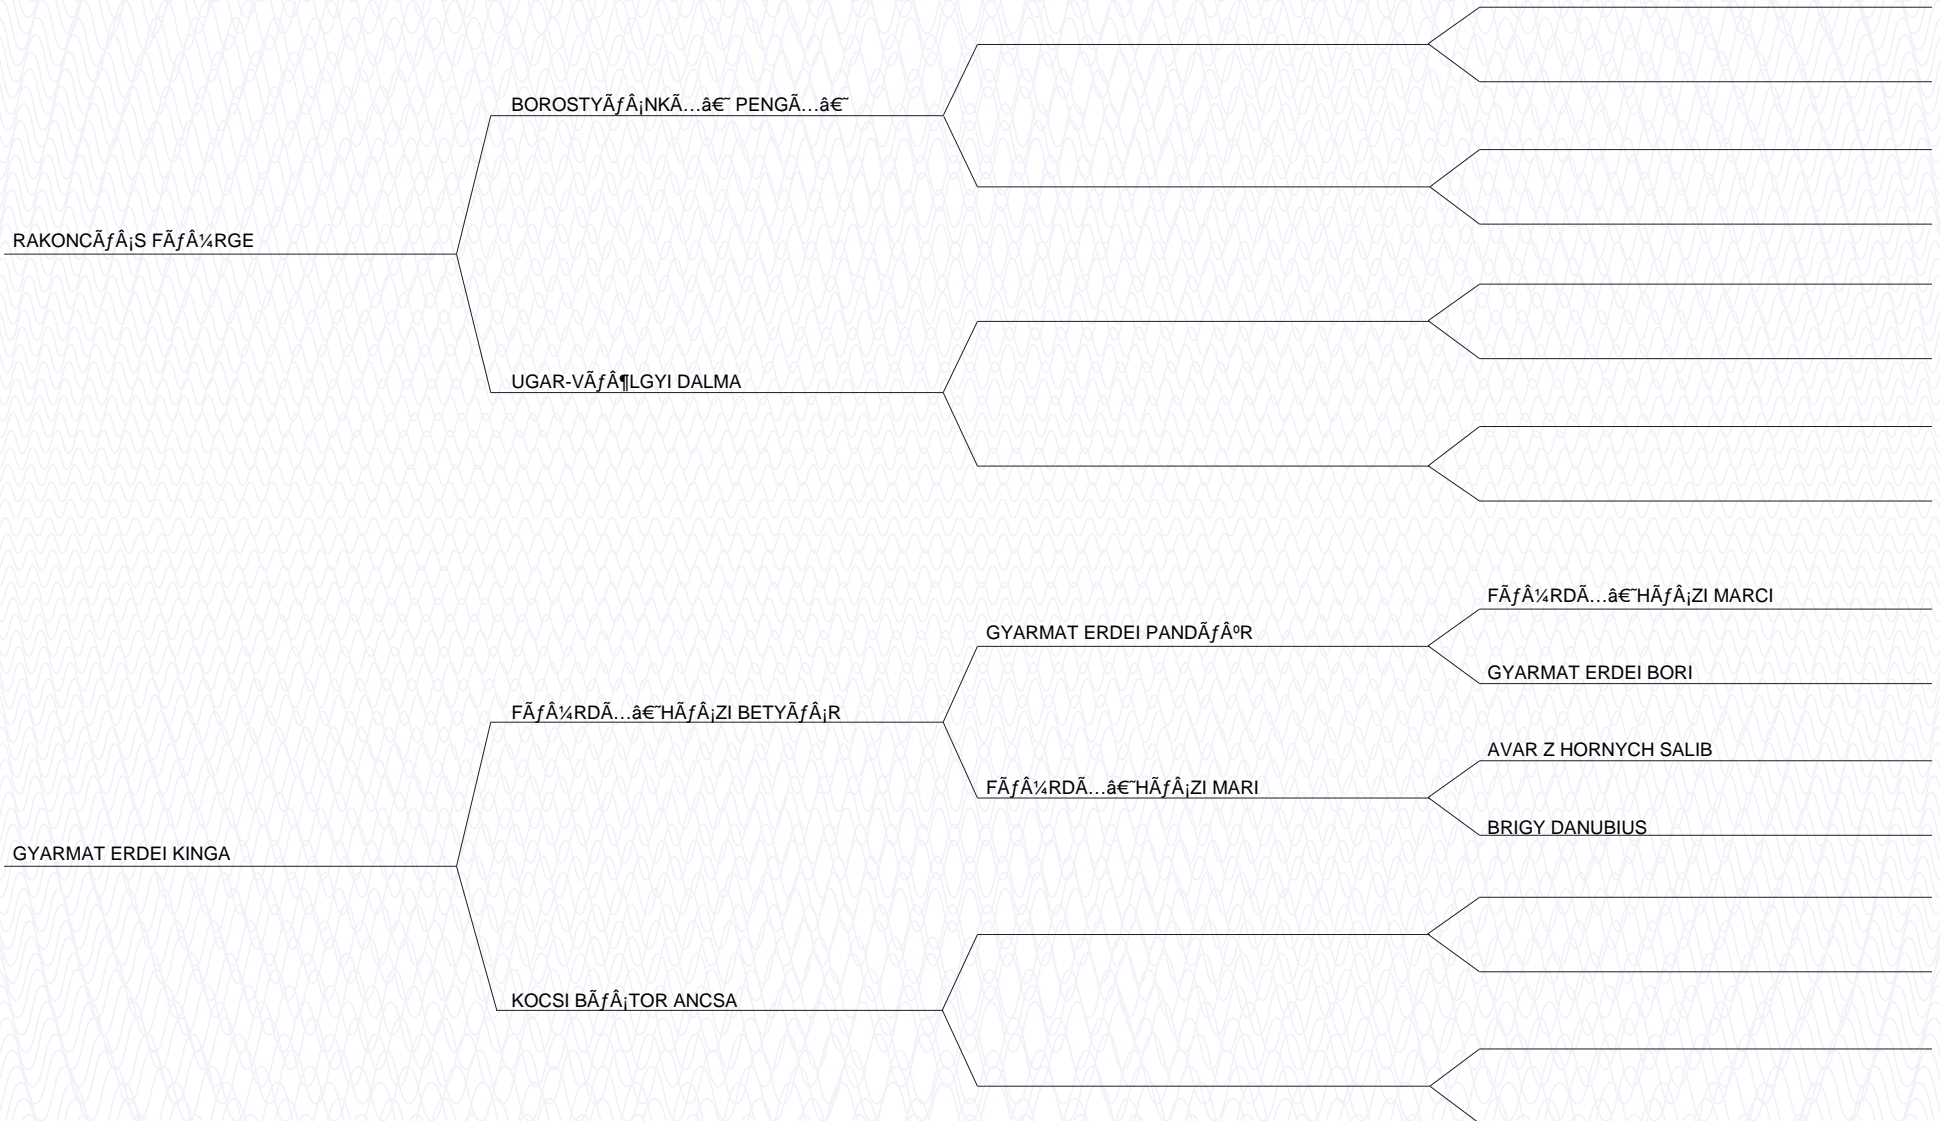 BOROSTYÃƒÂ¡NKÃ…â€˜ PENGÃ…â€˜
RAKONCÃƒÂ¡S FÃƒÂ¼RGE
UGAR-VÃƒÂ¶LGYI DALMA
FÃƒÂ¼RDÃ…â€˜HÃƒÂ¡ZI MARCI
GYARMAT ERDEI PANDÃƒÂºR
GYARMAT ERDEI BORI
FÃƒÂ¼RDÃ…â€˜HÃƒÂ¡ZI BETYÃƒÂ¡R
AVAR Z HORNYCH SALIB
FÃƒÂ¼RDÃ…â€˜HÃƒÂ¡ZI MARI
BRIGY DANUBIUS
GYARMAT ERDEI KINGA
KOCSI BÃƒÂ¡TOR ANCSA